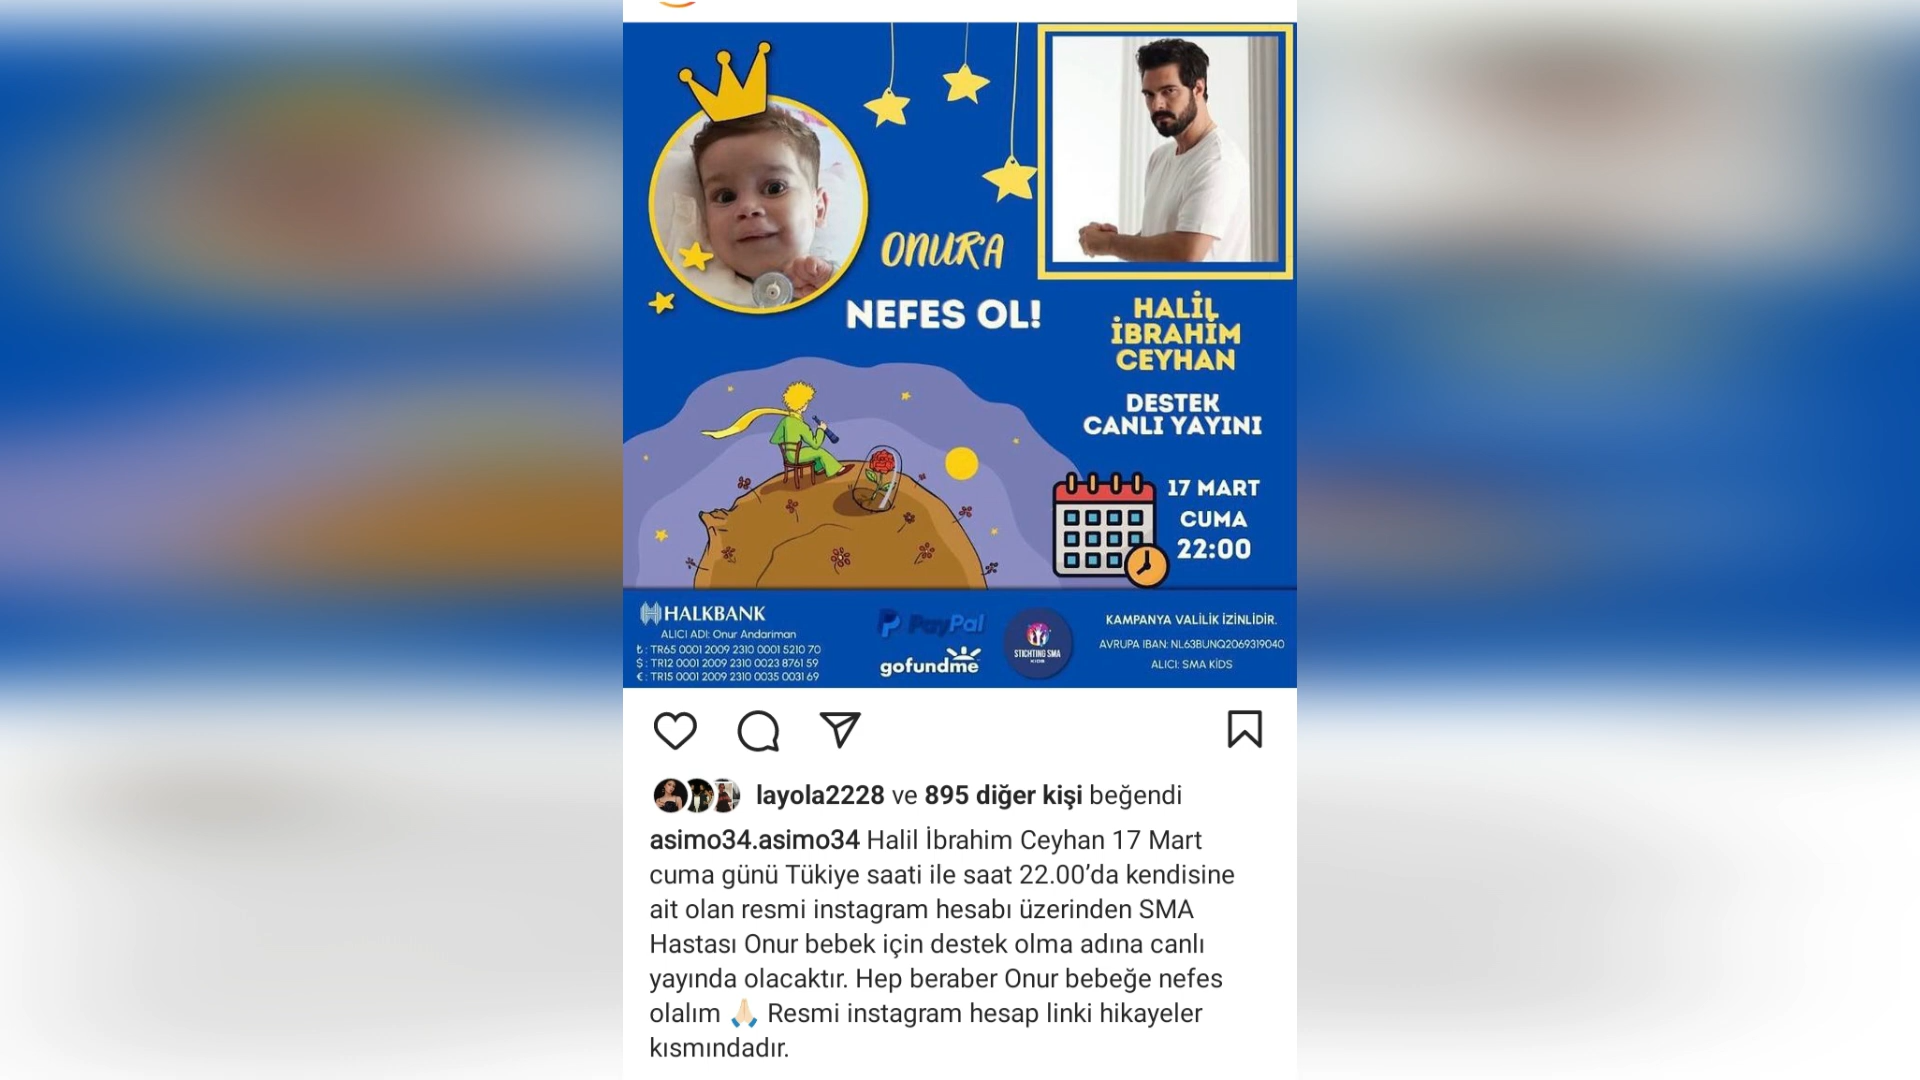 ONUR'A
NEFES OL!
HALİL
İBRAHİM
CEYHAN
DESTEK
CANLI YAYINI
17 MART
CUMA
22:00
HALKBANK
ALICI ADI: Onur Andariman
₺: TR65 0001 2009 2310 0001 5210 70
$: TR12 0001 2009 2310 0023 8761 59
€: TR15 0001 2009 2310 0035 0031 69
PayPal
gofundme
STICHTING SMA
KIDS
KAMPANYA VALİLİK İZİNLİDİR.
AVRUPA IBAN: NL63BUNQ2069319040
ALICI: SMA KİDS
layola2228 ve 895 diğer kişi beğendi
asimo34.asimo34 Halil İbrahim Ceyhan 17 Mart
cuma günü Tükiye saati ile saat 22.00’da kendisine
ait olan resmi instagram hesabı üzerinden SMA
Hastası Onur bebek için destek olma adına canlı
yayında olacaktır. Hep beraber Onur bebeğe nefes
olalım 🙏🏻 Resmi instagram hesap linki hikayeler
kısmındadır.